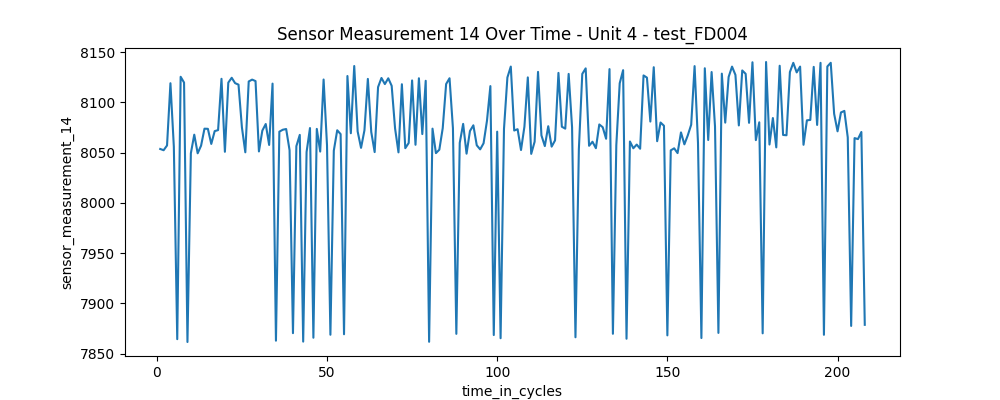 Sensor Measurement 14 Over Time - Unit 4 - test_FD004
sensor_measurement_14
8150
8100
8050
8000
7950
7900
7850
0 50 100 150 200
time_in_cycles